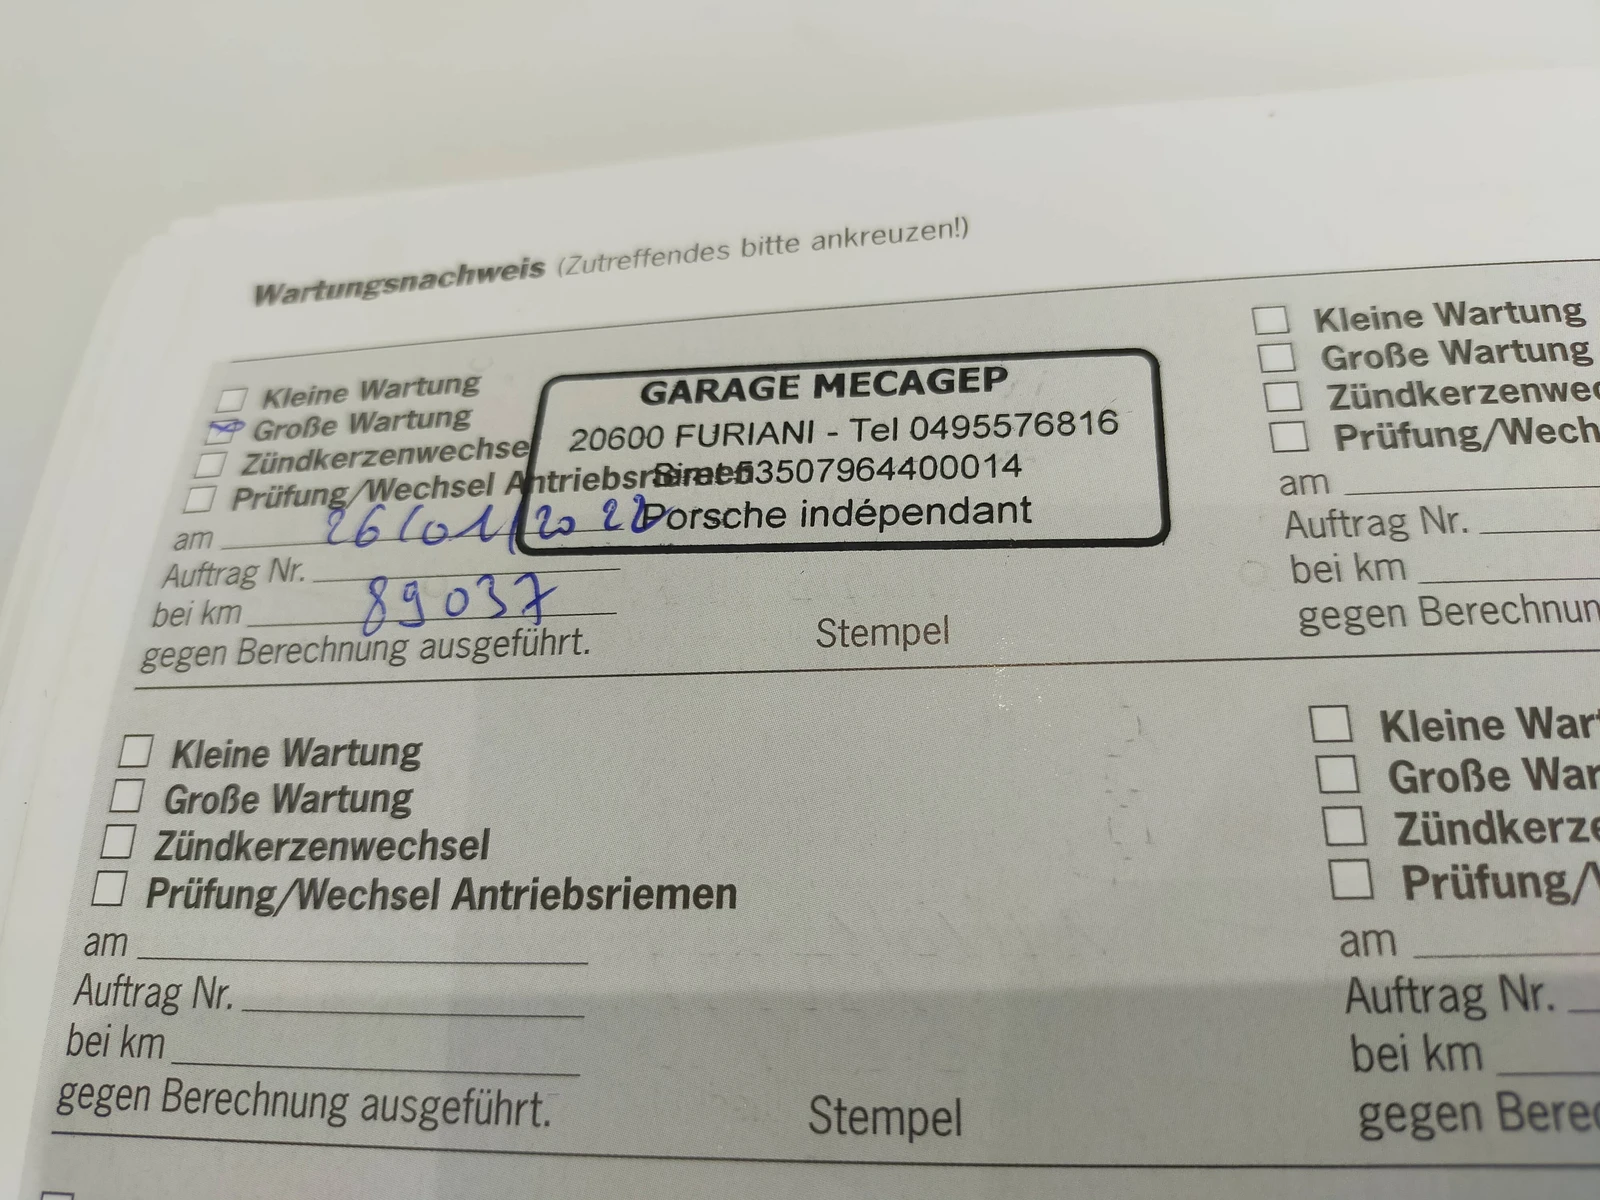 Wartungsnachweis (Zutreffendes bitte ankreuzen!)
Kleine Wartung
Große Wartung
Zündkerzenwechsel
Prüfung/Wechsel Antriebsriemen
am 26/01/2022
Auftrag Nr.
bei km 89037
gegen Berechnung ausgeführt.
GARAGE MECAGEP
20600 FURIANI - Tel 0495576816
Siret 53507964400014
Porsche indépendant
Stempel
Kleine Wartung
Große Wartung
Zündkerzenwec
Prüfung/Wech
am
Auftrag Nr.
bei km
gegen Berechnun
Kleine Wartung
Große Wartung
Zündkerzenwechsel
Prüfung/Wechsel Antriebsriemen
am
Auftrag Nr.
bei km
gegen Berechnung ausgeführt.
Stempel
Kleine War
Große War
Zündkerze
Prüfung/
am
Auftrag Nr.
bei km
gegen Bere